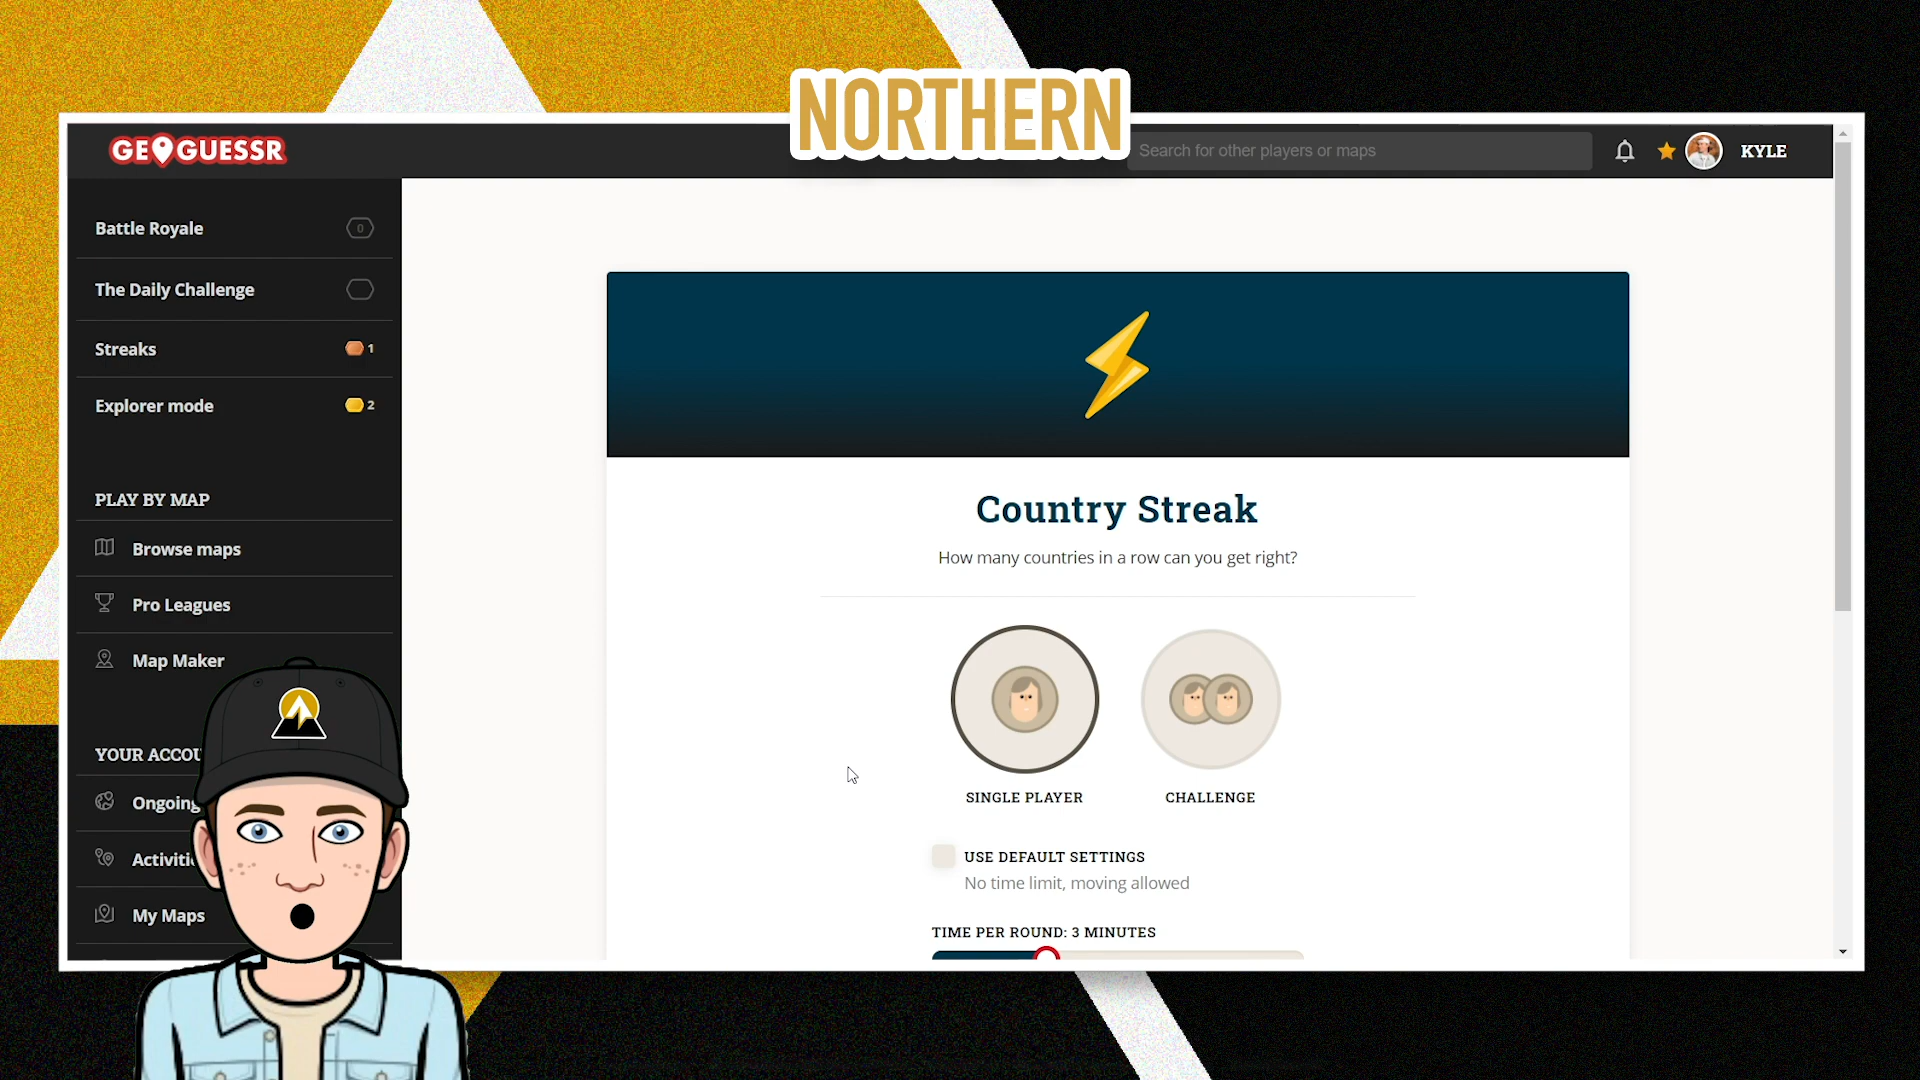 NORTHERN
GEOGUESSR
Search for other players or maps
KYLE
Battle Royale
0
The Daily Challenge
Streaks
1
Explorer mode
2
PLAY BY MAP
Browse maps
Pro Leagues
Map Maker
YOUR ACCOU
Ongoing
Activiti
My Maps
Country Streak
How many countries in a row can you get right?
SINGLE PLAYER
CHALLENGE
USE DEFAULT SETTINGS
No time limit, moving allowed
TIME PER ROUND: 3 MINUTES